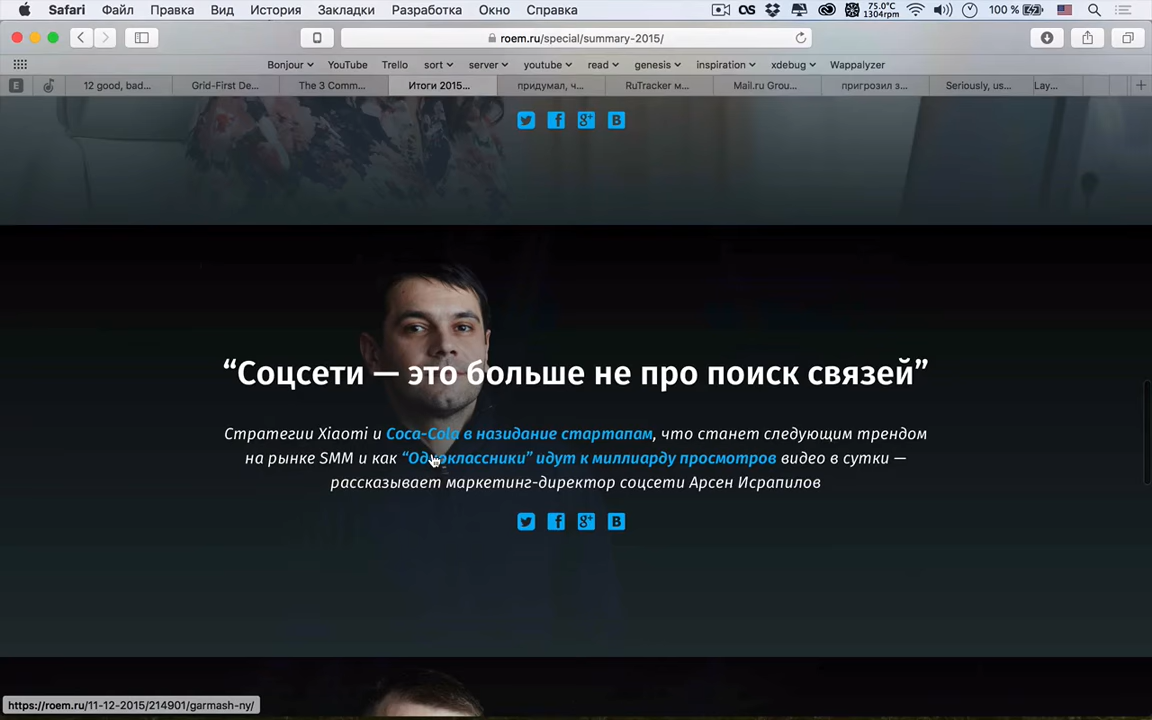 Safari Файл Правка Вид История Закладки Разработка Окно Справка 75.0°C 1304rpm 100 %
roem.ru/special/summary-2015/
Bonjour YouTube Trello sort server youtube read genesis inspiration xdebug Wappalyzer
E 12 good, bad... Grid-First De... The 3 Comm... Итоги 2015... придумал, ч... RuTracker м... Mail.ru Grou... пригрозил з... Seriously, us... Lay...
“Соцсети — это больше не про поиск связей”
Стратегии Xiaomi и Coca-Cola в назидание стартапам, что станет следующим трендом
на рынке SMM и как “Одноклассники” идут к миллиарду просмотров видео в сутки —
рассказывает маркетинг-директор соцсети Арсен Исрапилов
https://roem.ru/11-12-2015/214901/garmash-ny/